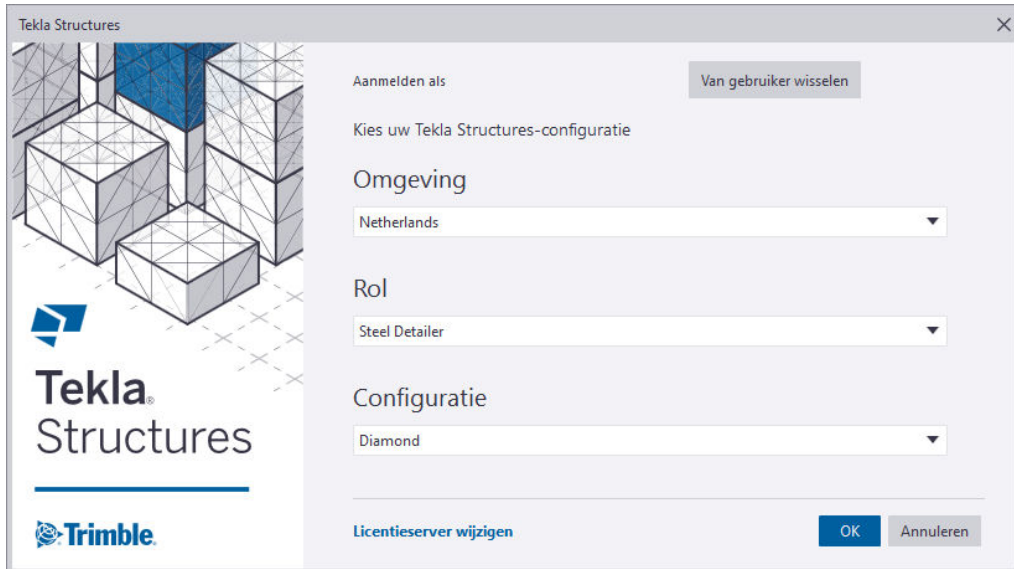 Tekla Structures
Aanmelden als
Van gebruiker wisselen
Kies uw Tekla Structures-configuratie
Omgeving
Netherlands
Rol
Steel Detailer
Configuratie
Diamond
Tekla®
Structures
Trimble.
Licentieserver wijzigen
OK
Annuleren